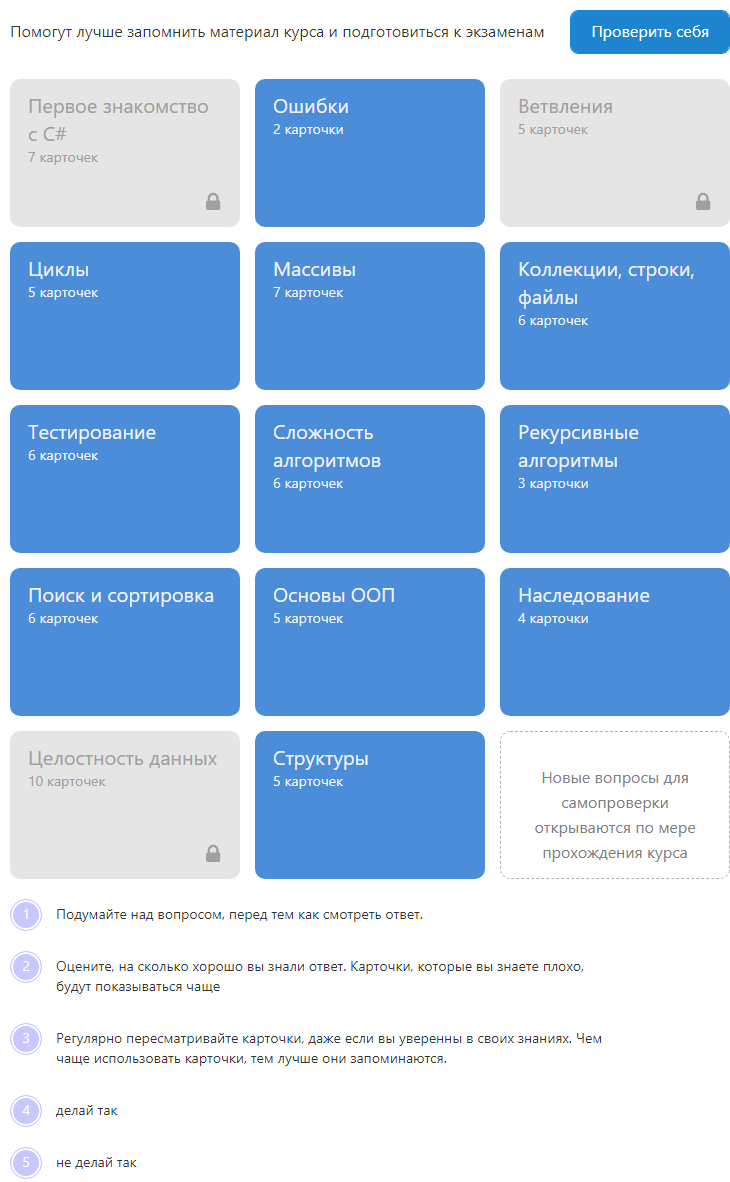 Помогут лучше запомнить материал курса и подготовиться к экзаменам
Проверить себя
Первое знакомство
с C#
7 карточек
Ошибки
2 карточки
Ветвления
5 карточек
Циклы
5 карточек
Массивы
7 карточек
Коллекции, строки,
файлы
6 карточек
Тестирование
6 карточек
Сложность
алгоритмов
6 карточек
Рекурсивные
алгоритмы
3 карточки
Поиск и сортировка
6 карточек
Основы ООП
5 карточек
Наследование
4 карточки
Целостность данных
10 карточек
Структуры
5 карточек
Новые вопросы для
самопроверки
открываются по мере
прохождения курса
1 Подумайте над вопросом, перед тем как смотреть ответ.
2 Оцените, на сколько хорошо вы знали ответ. Карточки, которые вы знаете плохо,
будут показываться чаще
3 Регулярно пересматривайте карточки, даже если вы уверенны в своих знаниях. Чем
чаще использовать карточки, тем лучше они запоминаются.
4 делай так
5 не делай так